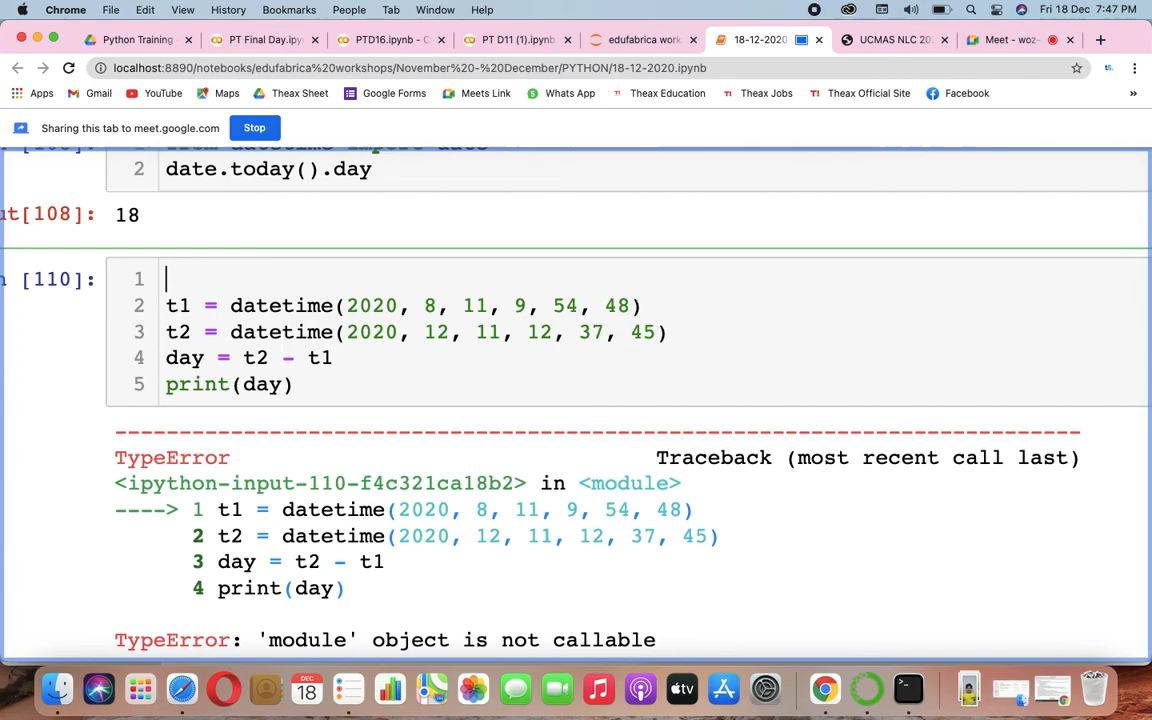 Chrome File Edit View History Bookmarks People Tab Window Help Fri 18 Dec 7:47 PM
Python Training PT Final Day.ipyn PTD16.ipynb - C PT D11 (1).ipynb edufabrica work 18-12-2020 UCMAS NLC 202 Meet - woz-
localhost:8890/notebooks/edufabrica%20workshops/November%20-%20December/PYTHON/18-12-2020.ipynb
Apps Gmail YouTube Maps Theax Sheet Google Forms Meets Link Whats App Theax Education Theax Jobs Theax Official Site Facebook »
Sharing this tab to meet.google.com Stop
2 date.today().day
ut[108]: 18
n [110]: 1
2 t1 = datetime(2020, 8, 11, 9, 54, 48)
3 t2 = datetime(2020, 12, 11, 12, 37, 45)
4 day = t2 - t1
5 print(day)
---------------------------------------------------------------------------
TypeError Traceback (most recent call last)
<ipython-input-110-f4c321ca18b2> in <module>
----> 1 t1 = datetime(2020, 8, 11, 9, 54, 48)
2 t2 = datetime(2020, 12, 11, 12, 37, 45)
3 day = t2 - t1
4 print(day)
TypeError: 'module' object is not callable
DEC
18
tv